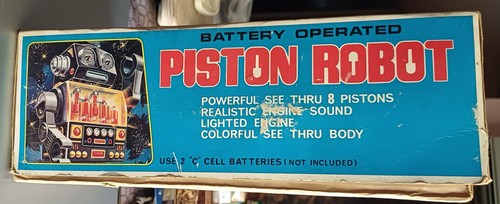 BATTERY OPERATED
PISTON ROBOT
POWERFUL SEE THRU 8 PISTONS
REALISTIC ENGINE SOUND
LIGHTED ENGINE
COLORFUL SEE THRU BODY
USE 2 "C" CELL BATTERIES (NOT INCLUDED)